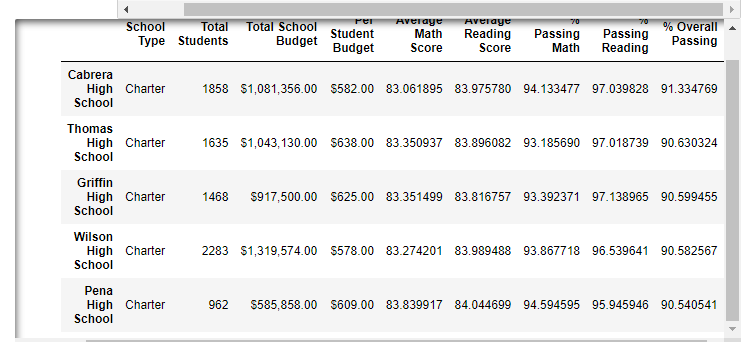 School Type Total Students Total School Budget Per Student Budget Average Math Score Average Reading Score % Passing Math % Passing Reading % Overall Passing
Cabrera High School Charter 1858 $1,081,356.00 $582.00 83.061895 83.975780 94.133477 97.039828 91.334769
Thomas High School Charter 1635 $1,043,130.00 $638.00 83.350937 83.896082 93.185690 97.018739 90.630324
Griffin High School Charter 1468 $917,500.00 $625.00 83.351499 83.816757 93.392371 97.138965 90.599455
Wilson High School Charter 2283 $1,319,574.00 $578.00 83.274201 83.989488 93.867718 96.539641 90.582567
Pena High School Charter 962 $585,858.00 $609.00 83.839917 84.044699 94.594595 95.945946 90.540541